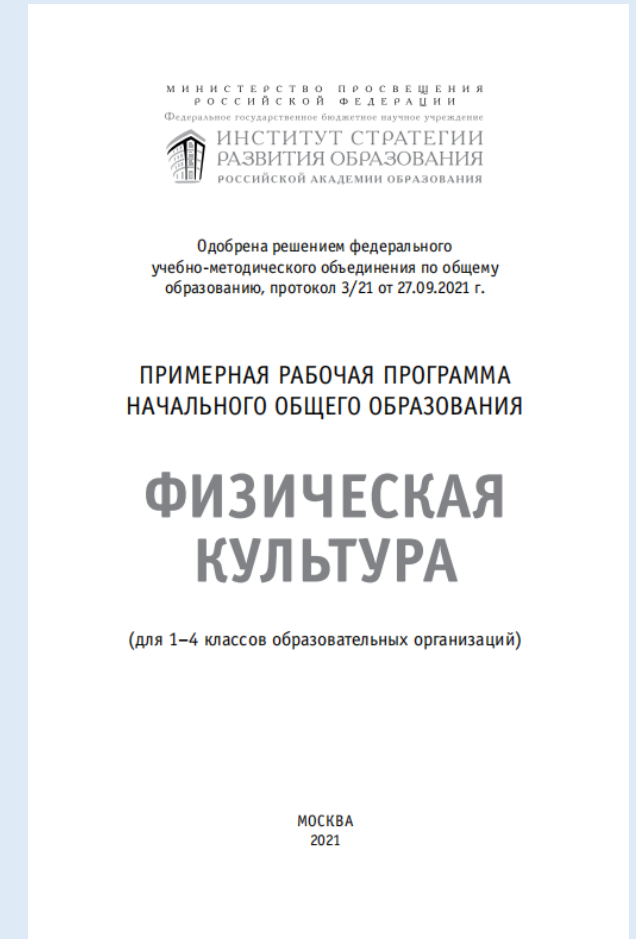 МИНИСТЕРСТВО ПРОСВЕЩЕНИЯ
РОССИЙСКОЙ ФЕДЕРАЦИИ
Федеральное государственное бюджетное научное учреждение
ИНСТИТУТ СТРАТЕГИИ
РАЗВИТИЯ ОБРАЗОВАНИЯ
РОССИЙСКОЙ АКАДЕМИИ ОБРАЗОВАНИЯ
Одобрена решением федерального
учебно-методического объединения по общему
образованию, протокол 3/21 от 27.09.2021 г.
ПРИМЕРНАЯ РАБОЧАЯ ПРОГРАММА
НАЧАЛЬНОГО ОБЩЕГО ОБРАЗОВАНИЯ
ФИЗИЧЕСКАЯ
КУЛЬТУРА
(для 1–4 классов образовательных организаций)
МОСКВА
2021